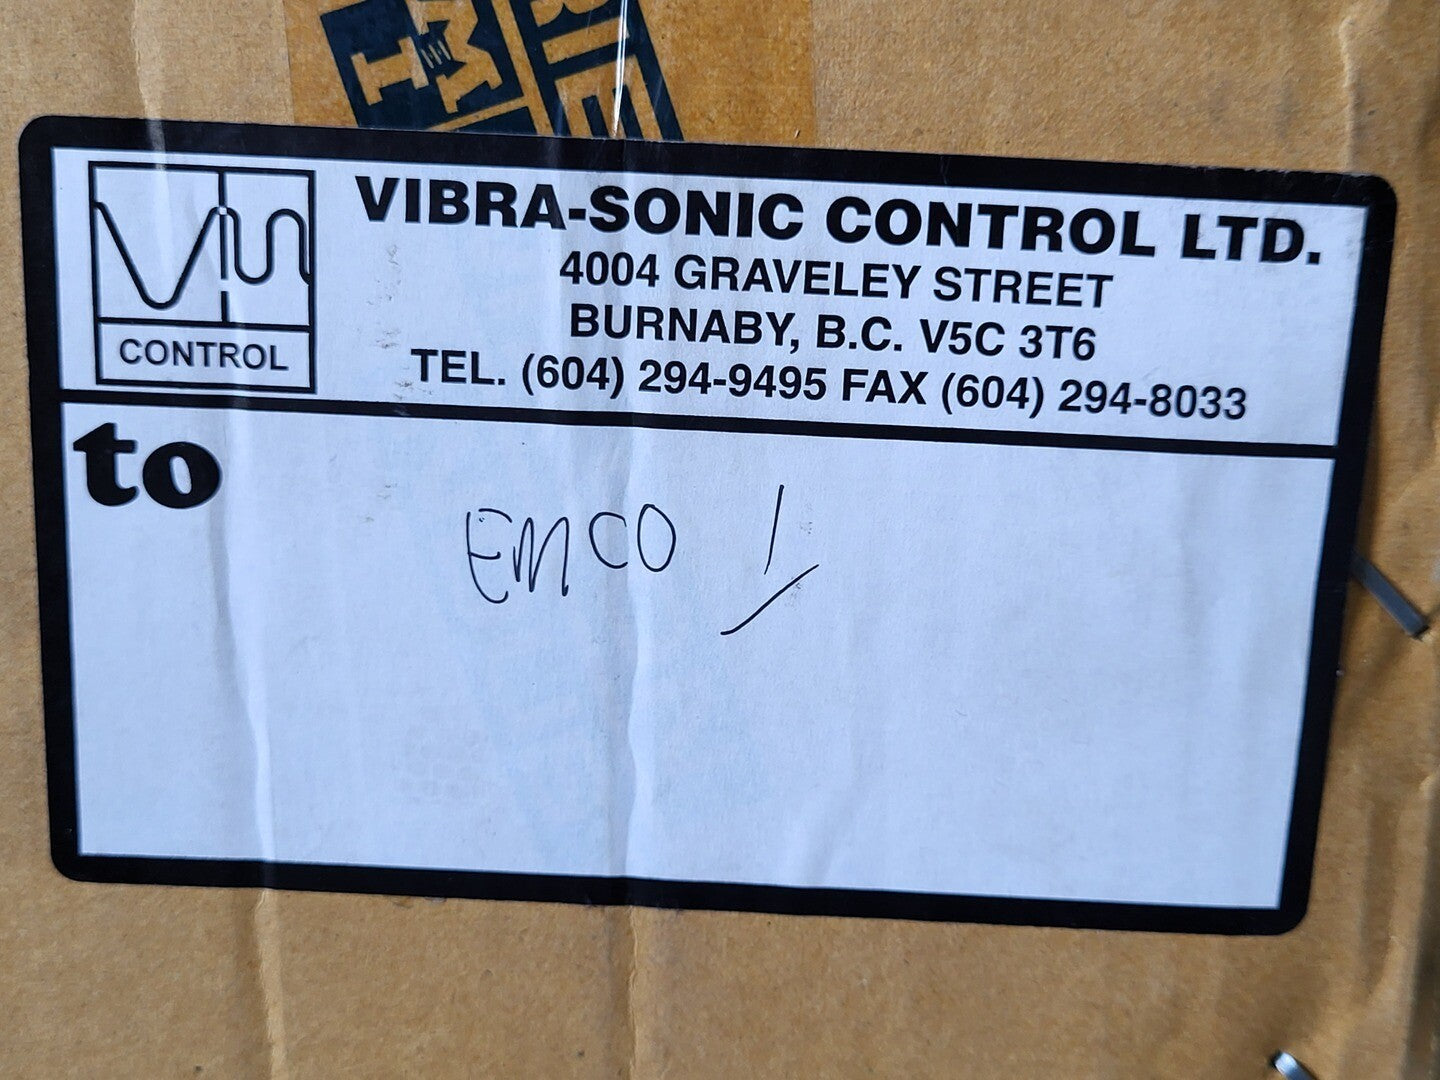 VIBRA-SONIC CONTROL LTD.
4004 GRAVELEY STREET
BURNABY, B.C. V5C 3T6
TEL. (604) 294-9495 FAX (604) 294-8033
CONTROL
to
EMCO 1/